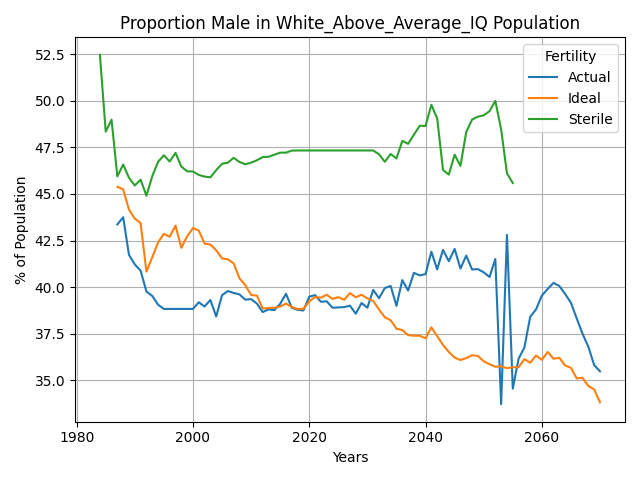 Proportion Male in White_Above_Average_IQ Population
Fertility
Actual
Ideal
Sterile
% of Population
52.5
50.0
47.5
45.0
42.5
40.0
37.5
35.0
1980
2000
2020
2040
2060
Years